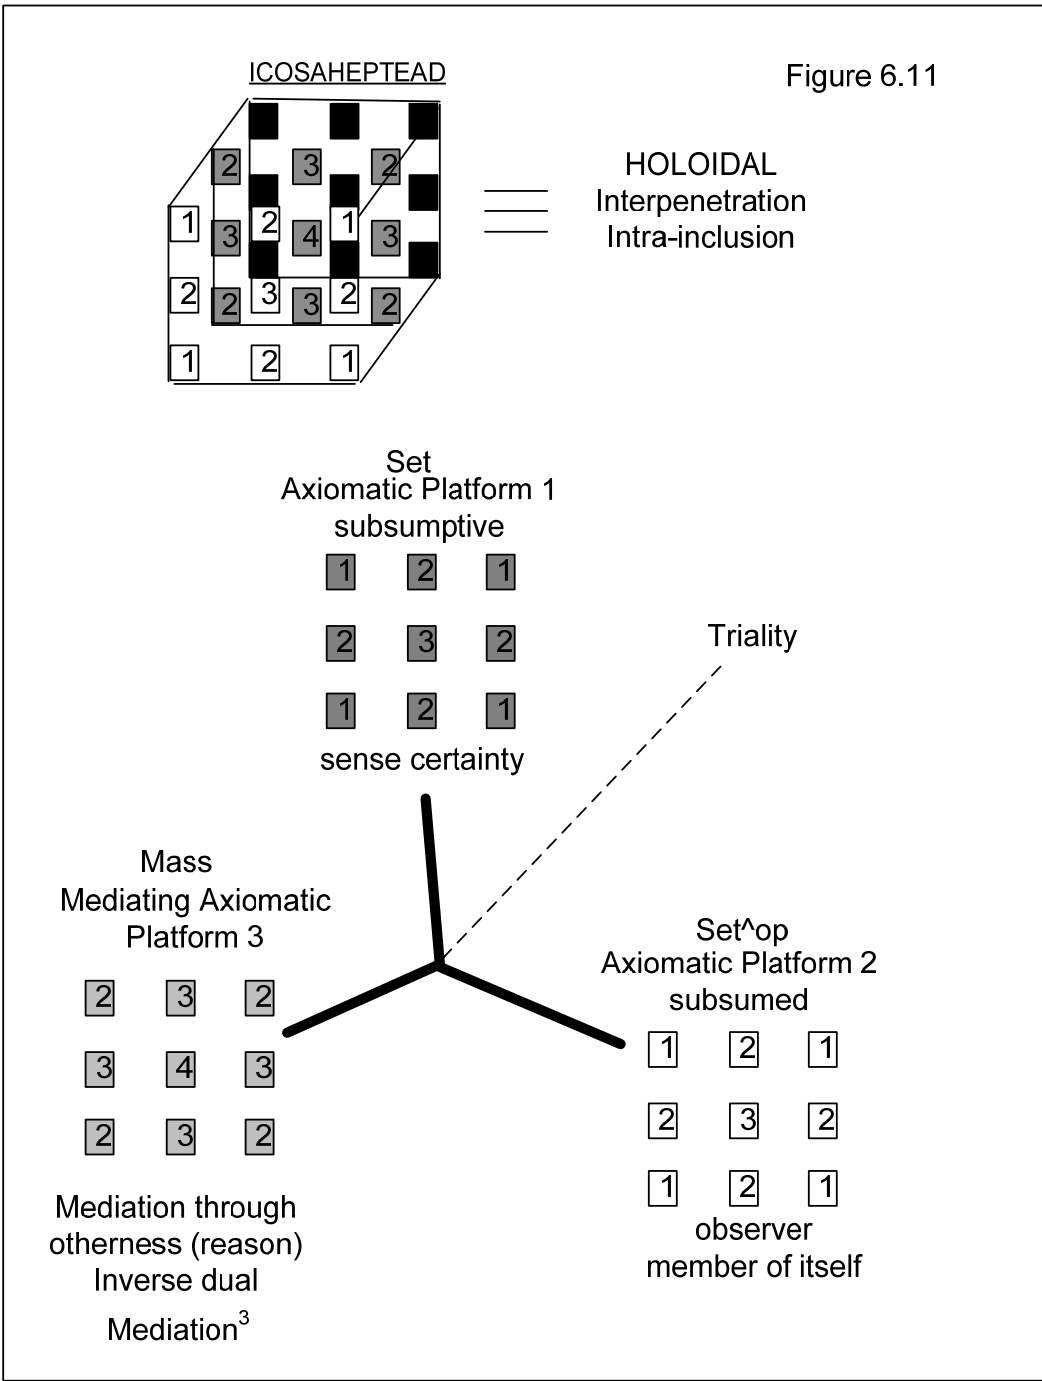 ICOSAHEPTEAD
Figure 6.11
2 3 2
1 2 1
3 4 3
2 3 2
2 3 2
1 2 1
HOLOIDAL
Interpenetration
Intra-inclusion
Set
Axiomatic Platform 1
subsumptive
1 2 1
2 3 2
1 2 1
sense certainty
Triality
Mass
Mediating Axiomatic
Platform 3
2 3 2
3 4 3
2 3 2
Mediation through
otherness (reason)
Inverse dual
Mediation³
Set^op
Axiomatic Platform 2
subsumed
1 2 1
2 3 2
1 2 1
observer
member of itself